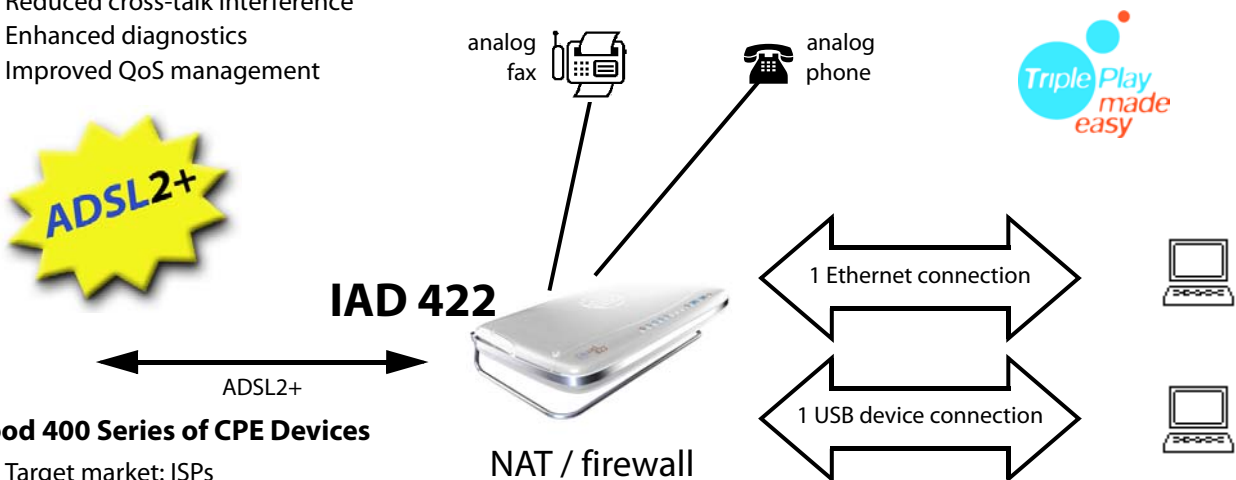 Reduced cross-talk interference
Enhanced diagnostics
Improved QoS management
analog
fax
analog
phone
Triple Play
made
easy
ADSL2+
IAD 422
1 Ethernet connection
ADSL2+
1 USB device connection
400 Series of CPE Devices
NAT / firewall
Target market: ISPs